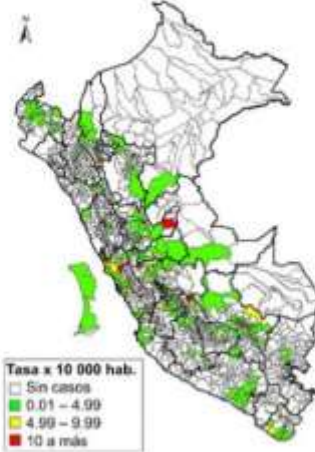 N
Tasa x 10 000 hab.
Sin casos
0.01 – 4.99
4.99 – 9.99
10 a más